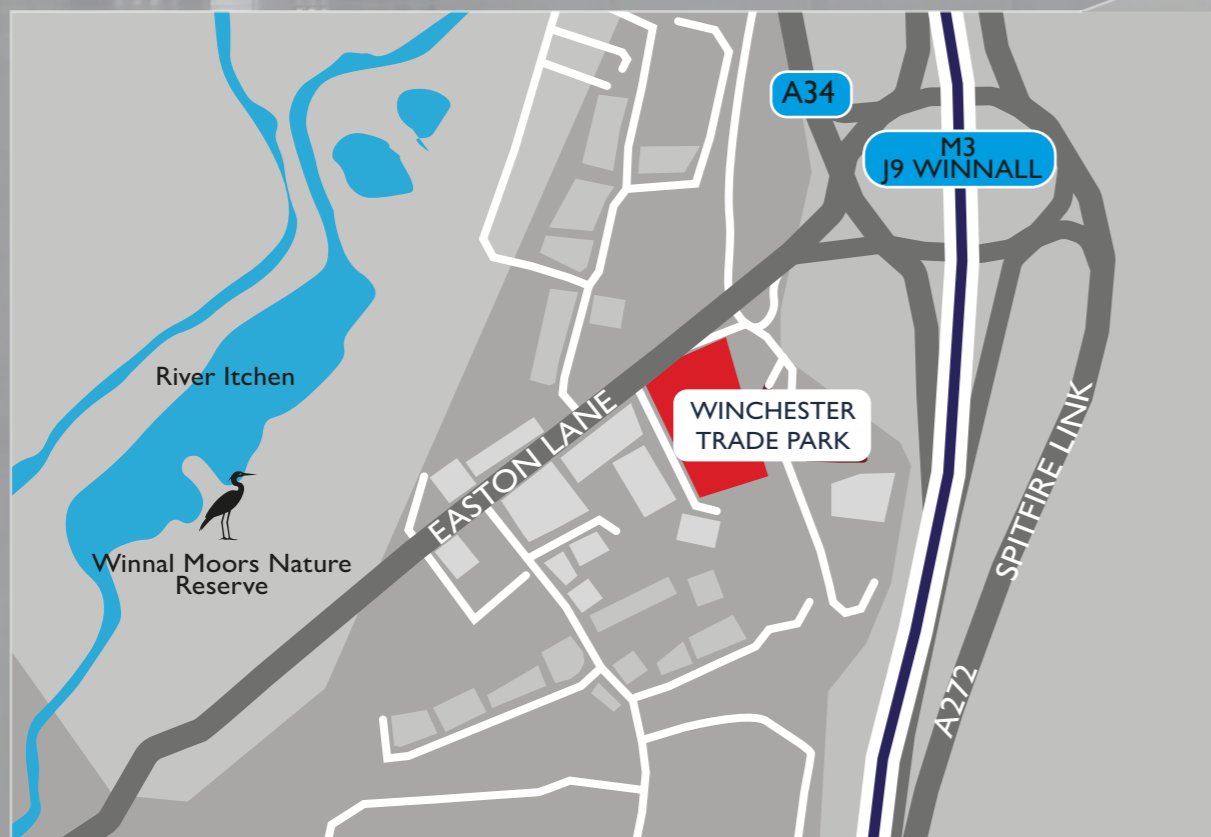 A34
M3
J9 WINNALL
River Itchen
WINCHESTER
TRADE PARK
EASTON LANE
SPITFIRE LINK
Winnal Moors Nature
Reserve
A272